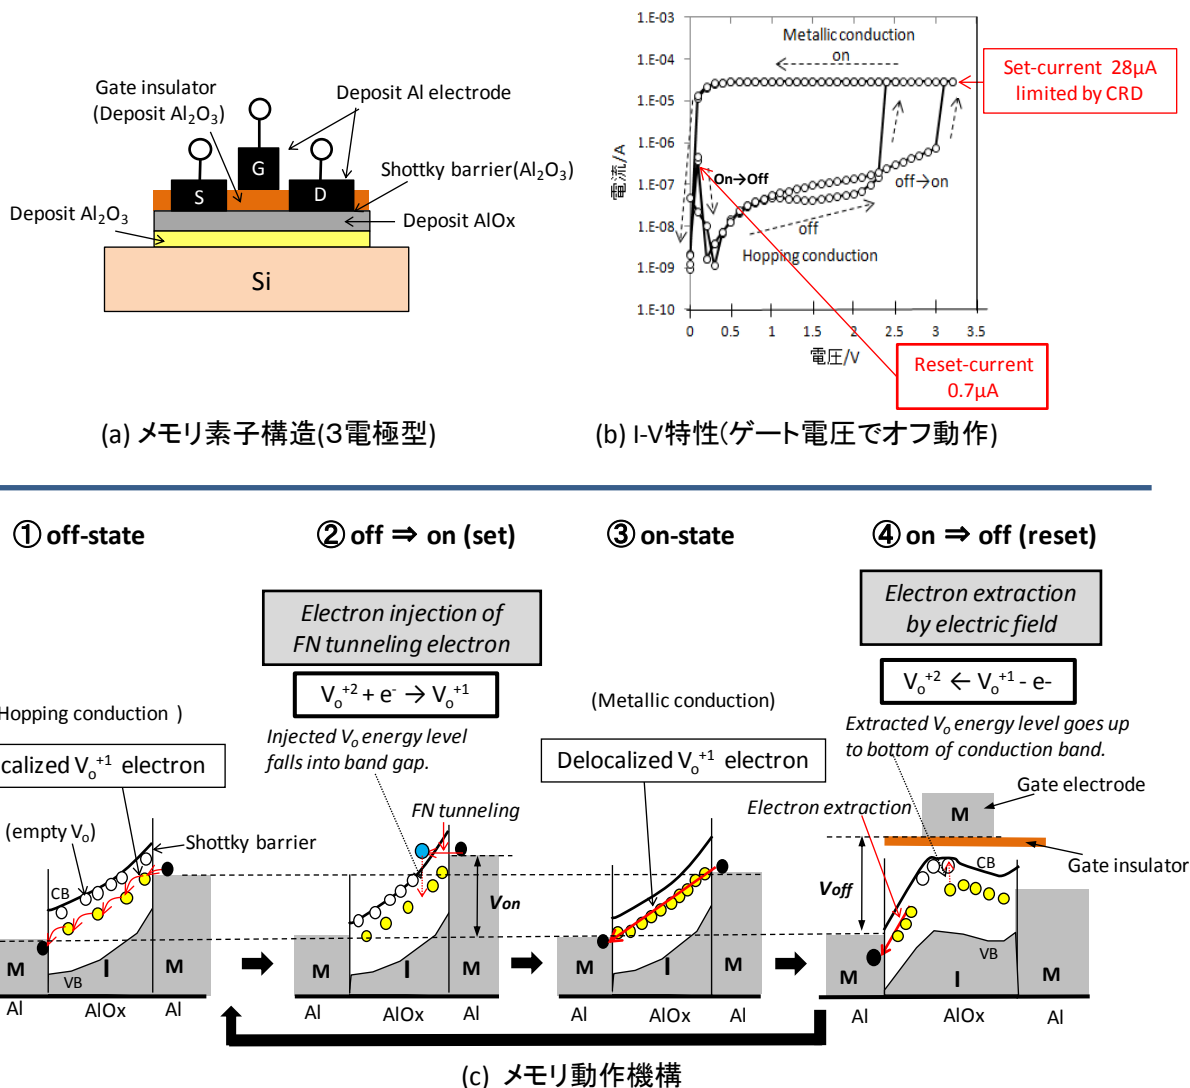 Gate insulator
(Deposit Al₂O₃)
Deposit Al electrode
G
S
D
Shottky barrier(Al₂O₃)
Deposit Al₂O₃
Deposit AlOx
Si
(a) メモリ素子構造(3電極型)
1.E-03
1.E-04
1.E-05
1.E-06
1.E-07
1.E-08
1.E-09
1.E-10
電流/A
Metallic conduction
on
Set-current 28μA
limited by CRD
On→Off
off→on
off
Hopping conduction
0 0.5 1 1.5 2 2.5 3 3.5
電圧/V
Reset-current
0.7μA
(b) I-V特性(ゲート電圧でオフ動作)
① off-state
② off ⇒ on (set)
③ on-state
④ on ⇒ off (reset)
Electron injection of
FN tunneling electron
Electron extraction
by electric field
Vo⁺² + e⁻ → Vo⁺¹
Vo⁺² ← Vo⁺¹ - e-
Hopping conduction )
(Metallic conduction)
Injected Vo energy level
falls into band gap.
Extracted Vo energy level goes up
to bottom of conduction band.
calized Vo⁺¹ electron
Delocalized Vo⁺¹ electron
FN tunneling
Electron extraction
Gate electrode
M
Gate insulator
(empty Vo)
Shottky barrier
CB
Von
CB
Voff
M I M
VB
M I M
M I M
M I M
VB
Al AlOx Al
Al AlOx Al
Al AlOx Al
Al AlOx Al
(c) メモリ動作機構